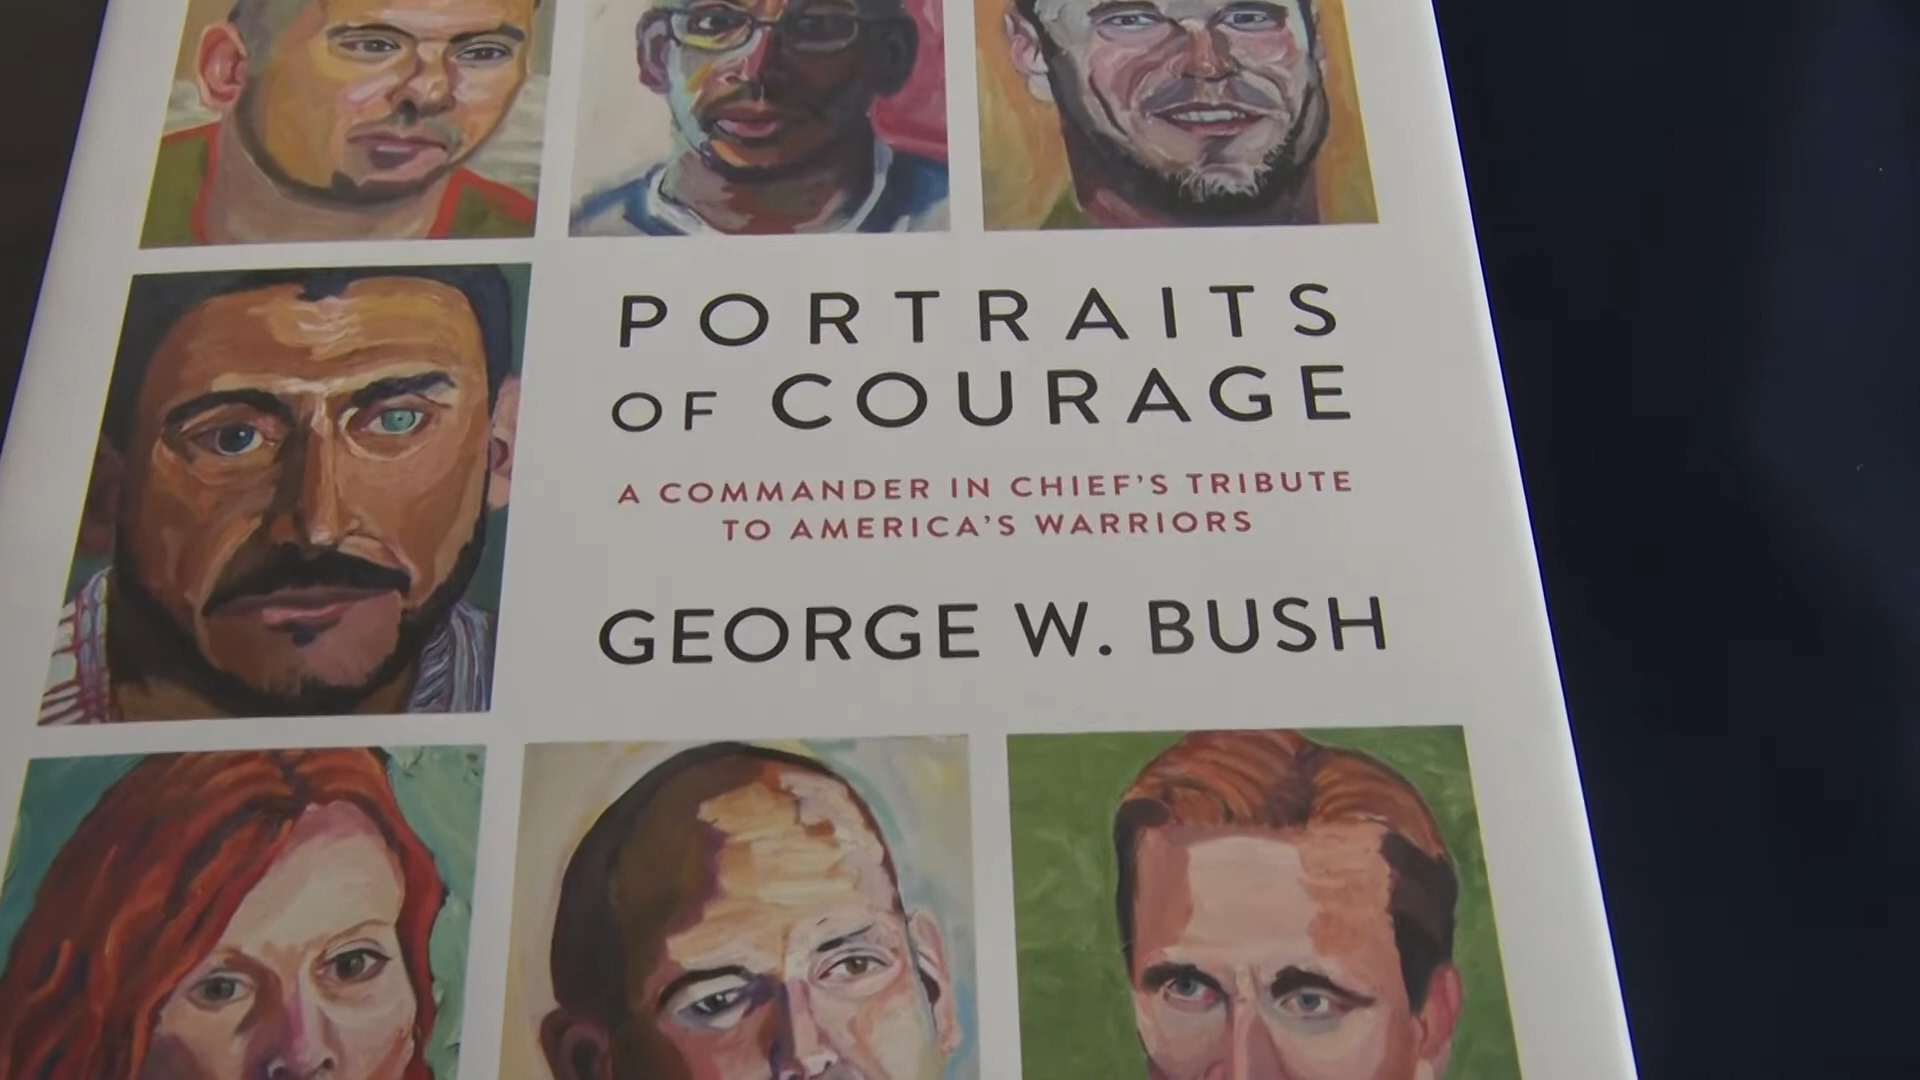 PORTRAITS
OF COURAGE
A COMMANDER IN CHIEF'S TRIBUTE
TO AMERICA'S WARRIORS
GEORGE W. BUSH